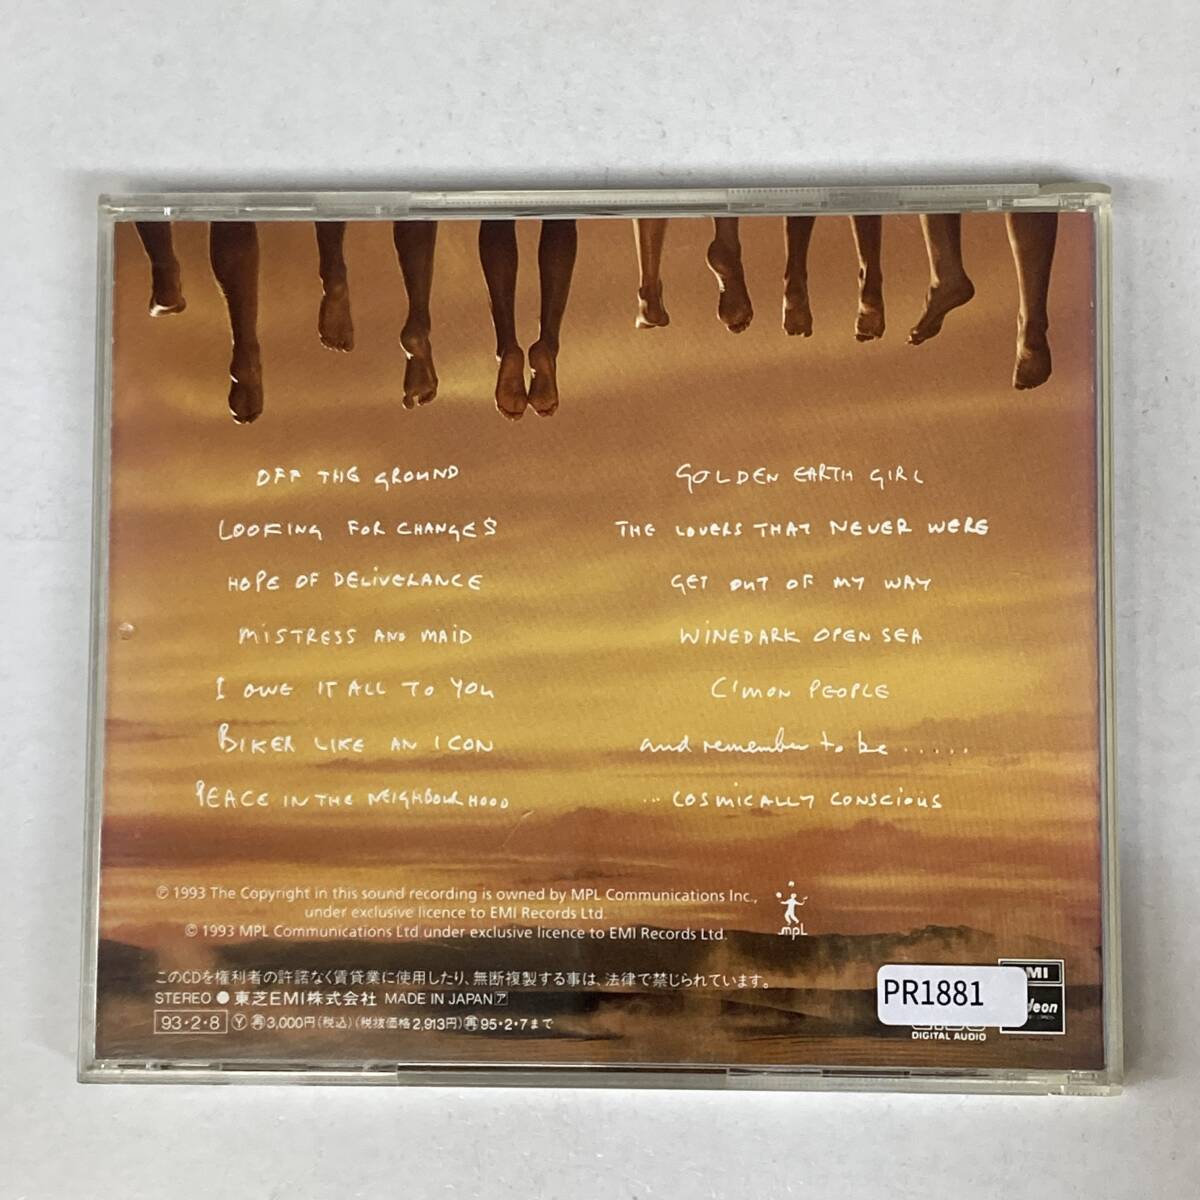 OFF THE GROUND
LOOKING FOR CHANGES
HOPE OF DELIVERANCE
MISTRESS AND MAID
I OWE IT ALL TO YOU
BIKER LIKE AN ICON
PEACE IN THE NEIGHBOURHOOD
GOLDEN EARTH GIRL
THE LOVERS THAT NEVER WERE
GET OUT OF MY WAY
WINEDARK OPEN SEA
C'MON PEOPLE
and remember to be.....
...COSMICALLY CONSCIOUS
℗ 1993 The Copyright in this sound recording is owned by MPL Communications Inc.,
under exclusive licence to EMI Records Ltd.
© 1993 MPL Communications Ltd under exclusive licence to EMI Records Ltd.
mpL
このCDを権利者の許諾なく賃貸業に使用したり、無断複製する事は、法律で禁じられています。
STEREO ● 東芝EMI株式会社 MADE IN JAPAN ア
93・2・8 Ⓨ 再 3,000円(税込)(税抜価格2,913円) 再 95・2・7まで
PR1881
DIGITAL AUDIO
MI
deon